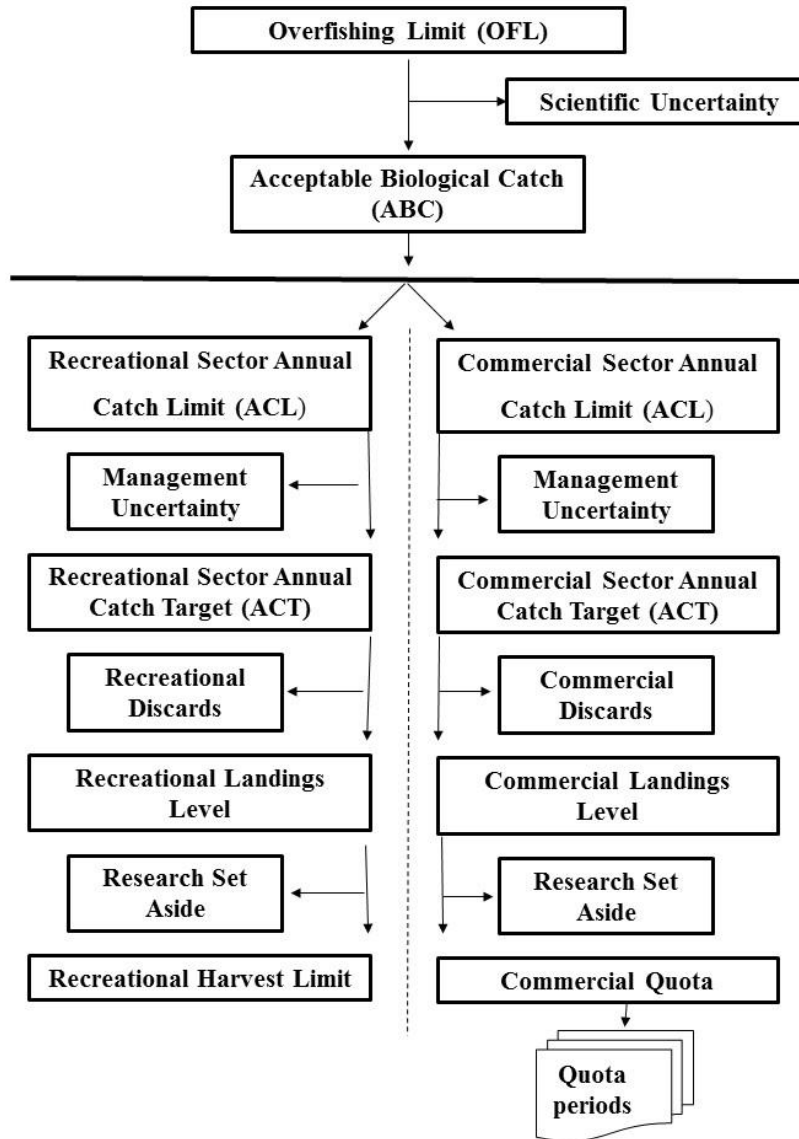 Overfishing Limit (OFL)
Scientific Uncertainty
Acceptable Biological Catch
(ABC)
Recreational Sector Annual
Catch Limit (ACL)
Commercial Sector Annual
Catch Limit (ACL)
Management
Uncertainty
Management
Uncertainty
Recreational Sector Annual
Catch Target (ACT)
Commercial Sector Annual
Catch Target (ACT)
Recreational
Discards
Commercial
Discards
Recreational Landings
Level
Commercial Landings
Level
Research Set
Aside
Research Set
Aside
Recreational Harvest Limit
Commercial Quota
Quota
periods